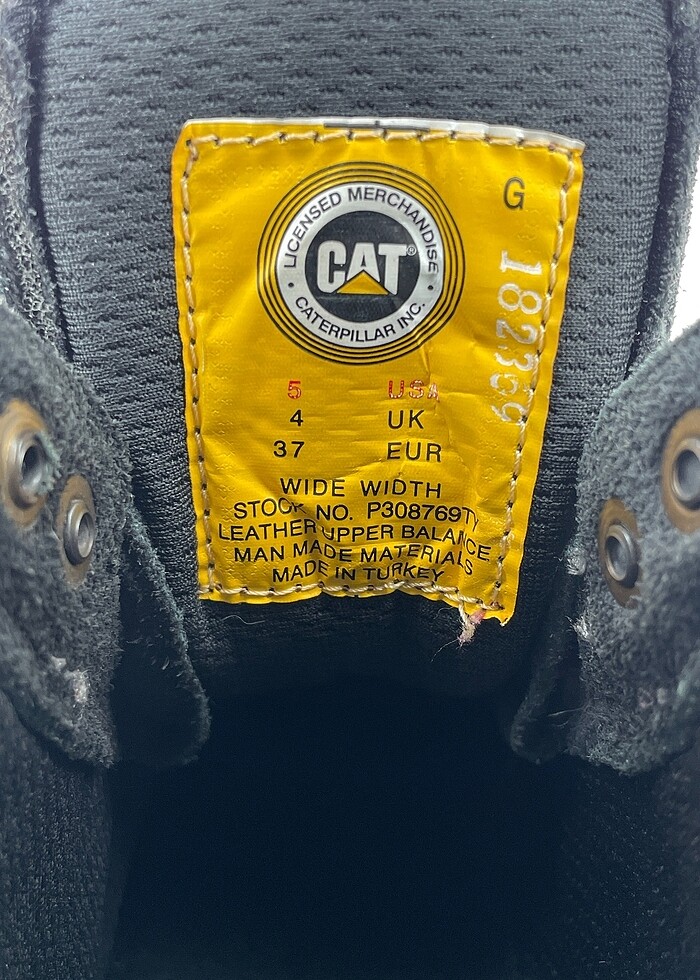 LICENSED MERCHANDISE
CAT®
CATERPILLAR INC.
G
182369
5 USA
4 UK
37 EUR
WIDE WIDTH
STOCK NO. P308769TY
LEATHER UPPER BALANCE
MAN MADE MATERIALS
MADE IN TURKEY